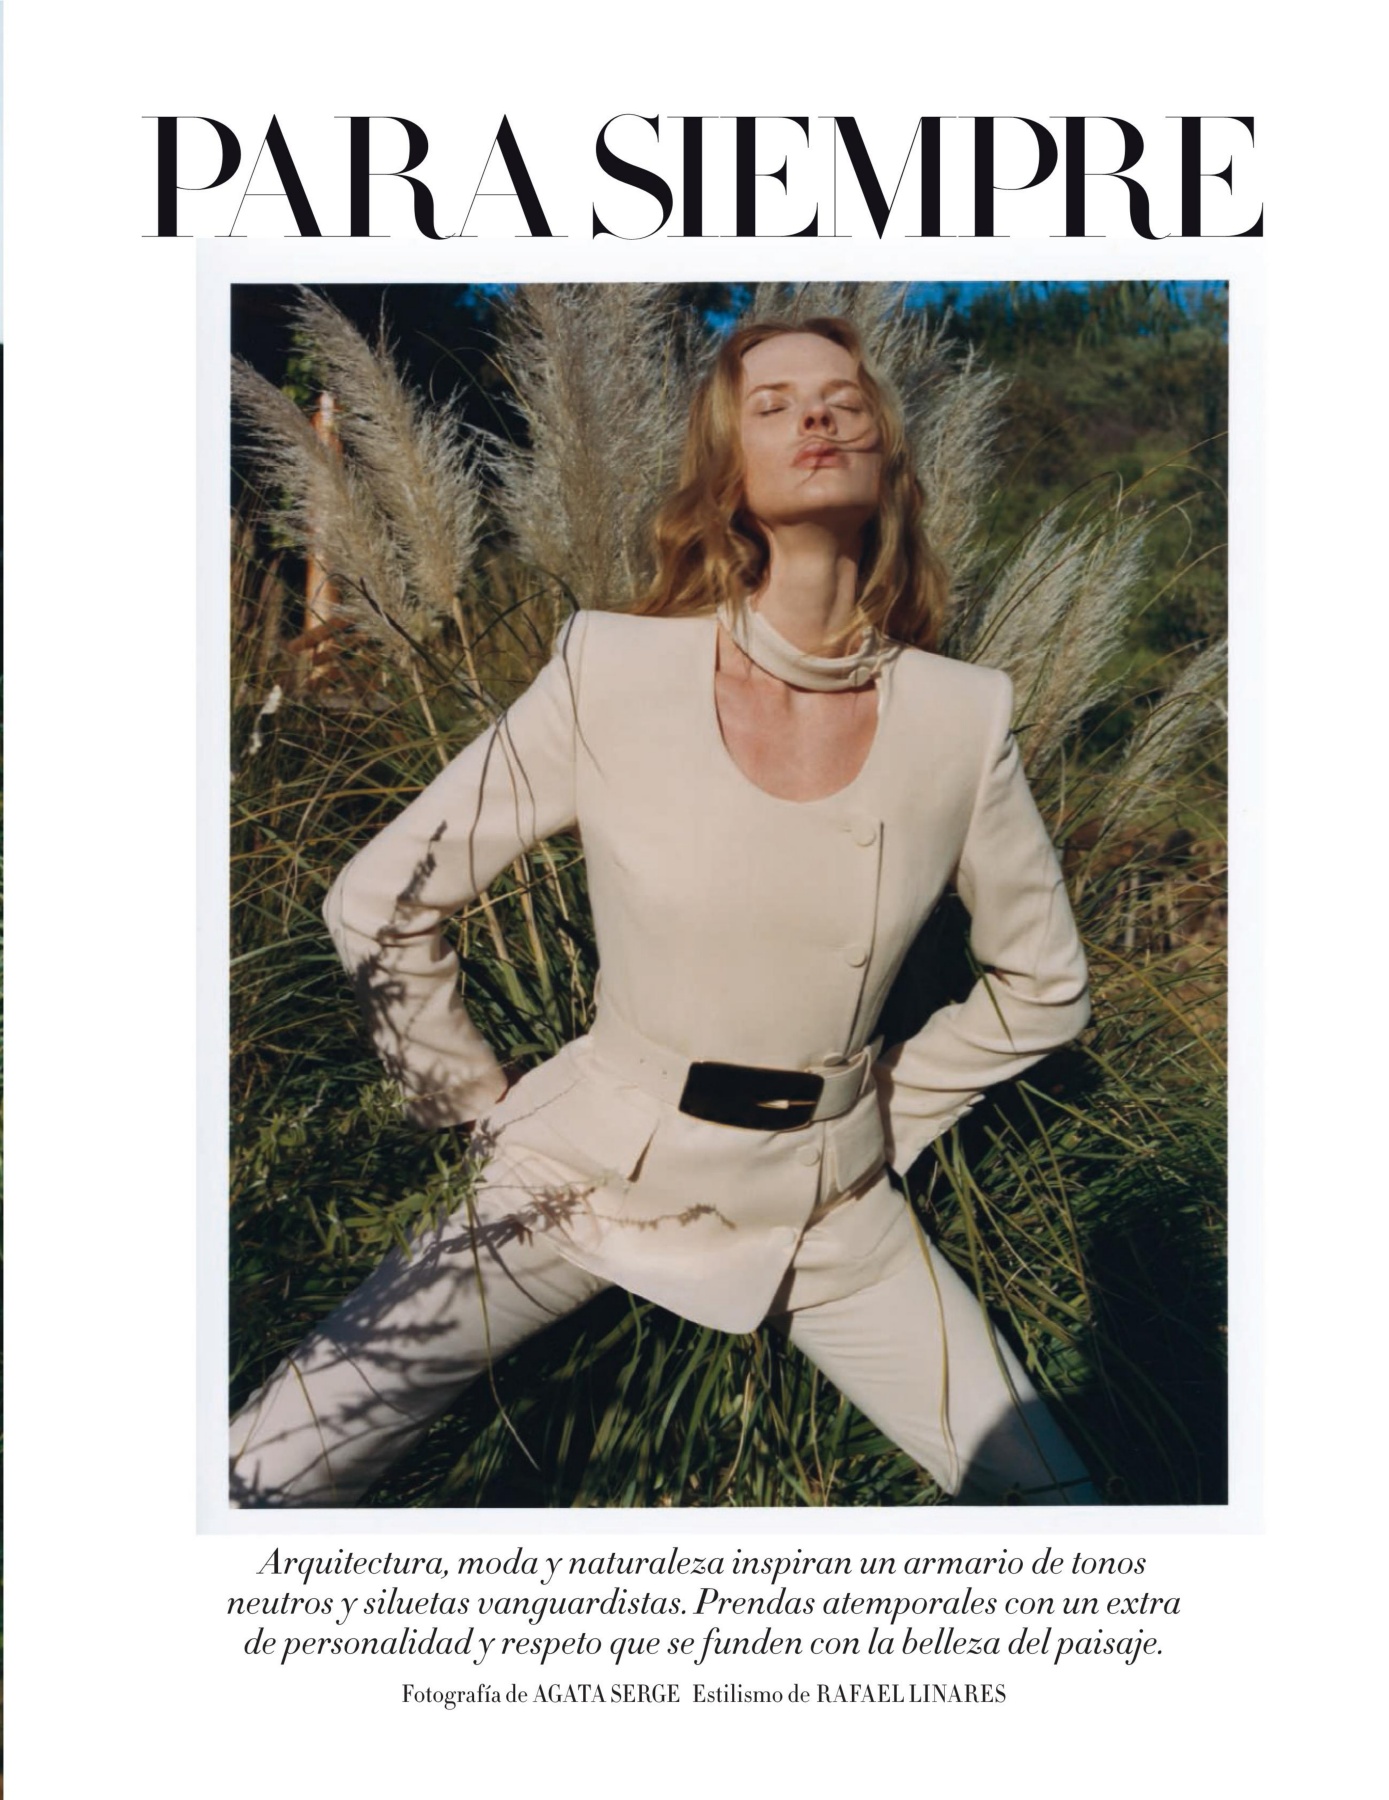 PARA SIEMPRE
Arquitectura, moda y naturaleza inspiran un armario de tonos
neutros y siluetas vanguardistas. Prendas atemporales con un extra
de personalidad y respeto que se funden con la belleza del paisaje.
Fotografía de AGATA SERGE Estilismo de RAFAEL LINARES